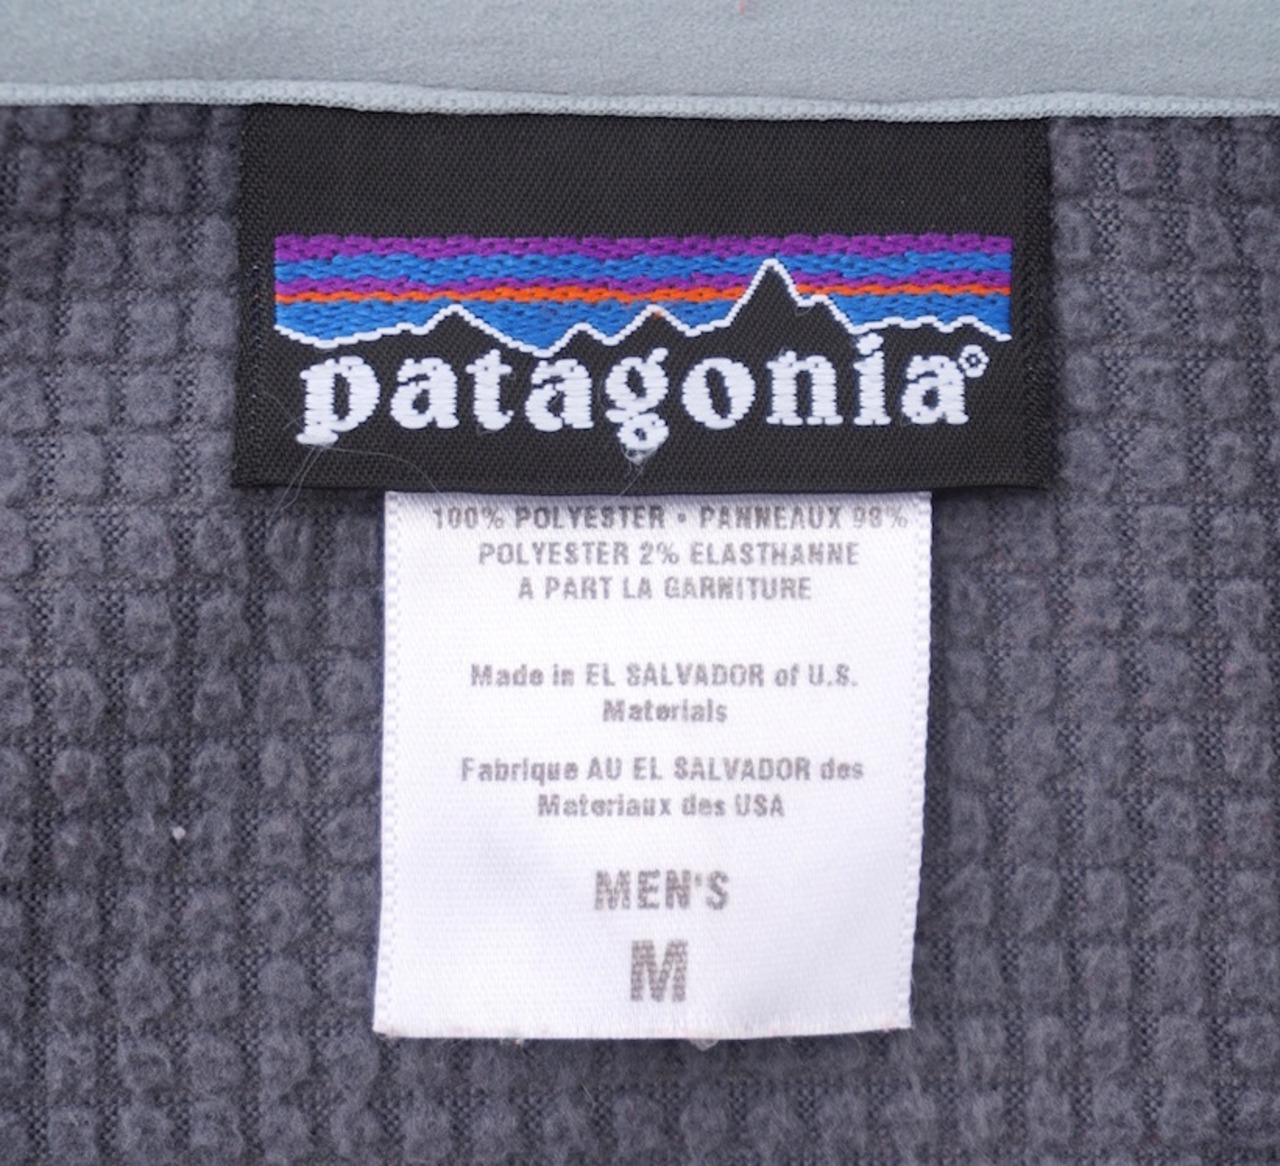 patagonia®
100% POLYESTER • PANNEAUX 98%
POLYESTER 2% ELASTHANNE
A PART LA GARNITURE
Made in EL SALVADOR of U.S.
Materials
Fabrique AU EL SALVADOR des
Materiaux des USA
MEN'S
M